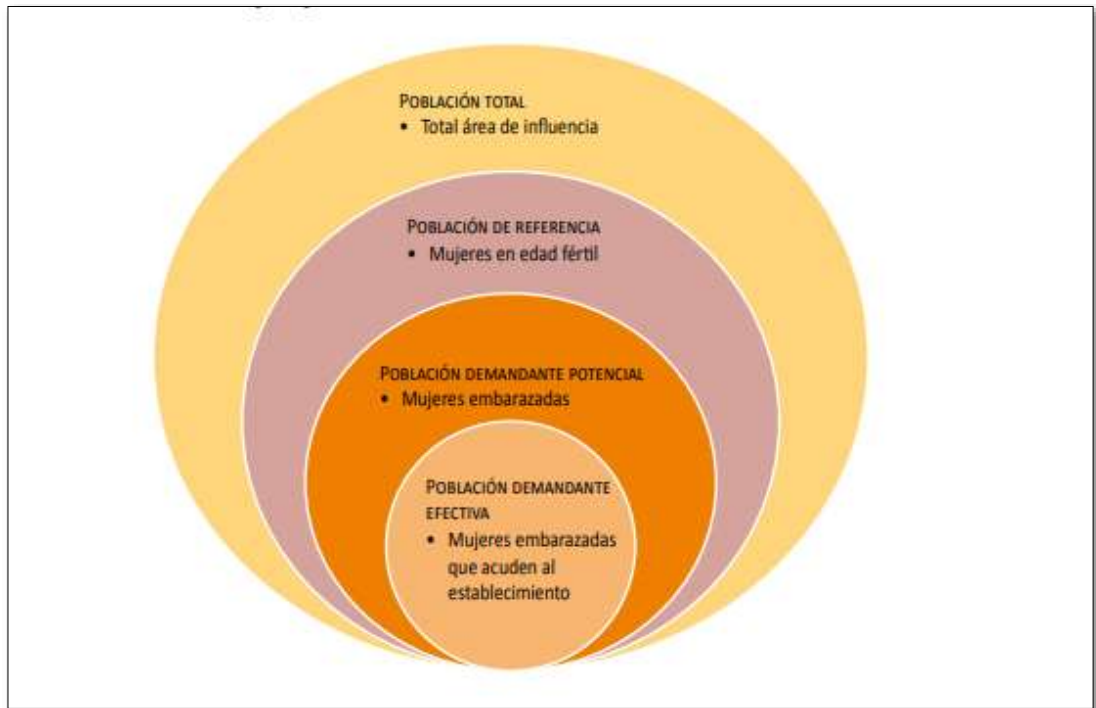 POBLACIÓN TOTAL
• Total área de influencia
POBLACIÓN DE REFERENCIA
• Mujeres en edad fértil
POBLACIÓN DEMANDANTE POTENCIAL
• Mujeres embarazadas
POBLACIÓN DEMANDANTE
EFECTIVA
• Mujeres embarazadas
que acuden al
establecimiento